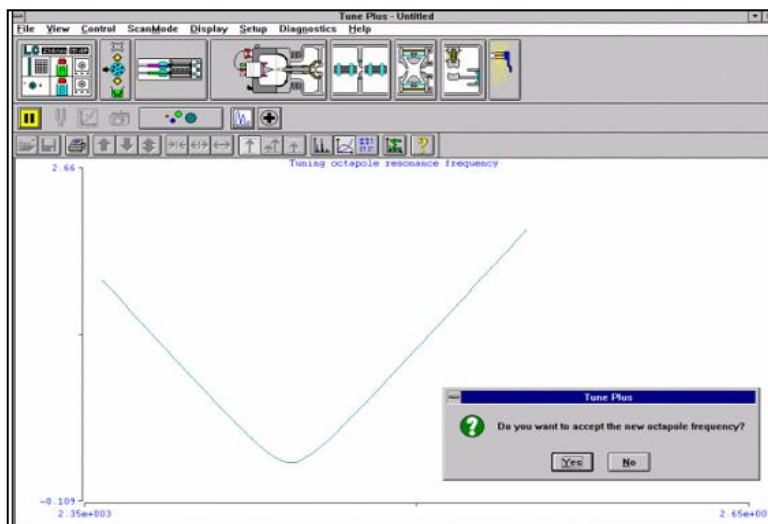 Tune Plus - Untitled
File View Control ScanMode Display Setup Diagnostics Help
LC
Tuning octapole resonance frequency
2.66
Tune Plus
Do you want to accept the new octapole frequency?
Yes No
-0.109
2.35e+003 2.65e+00